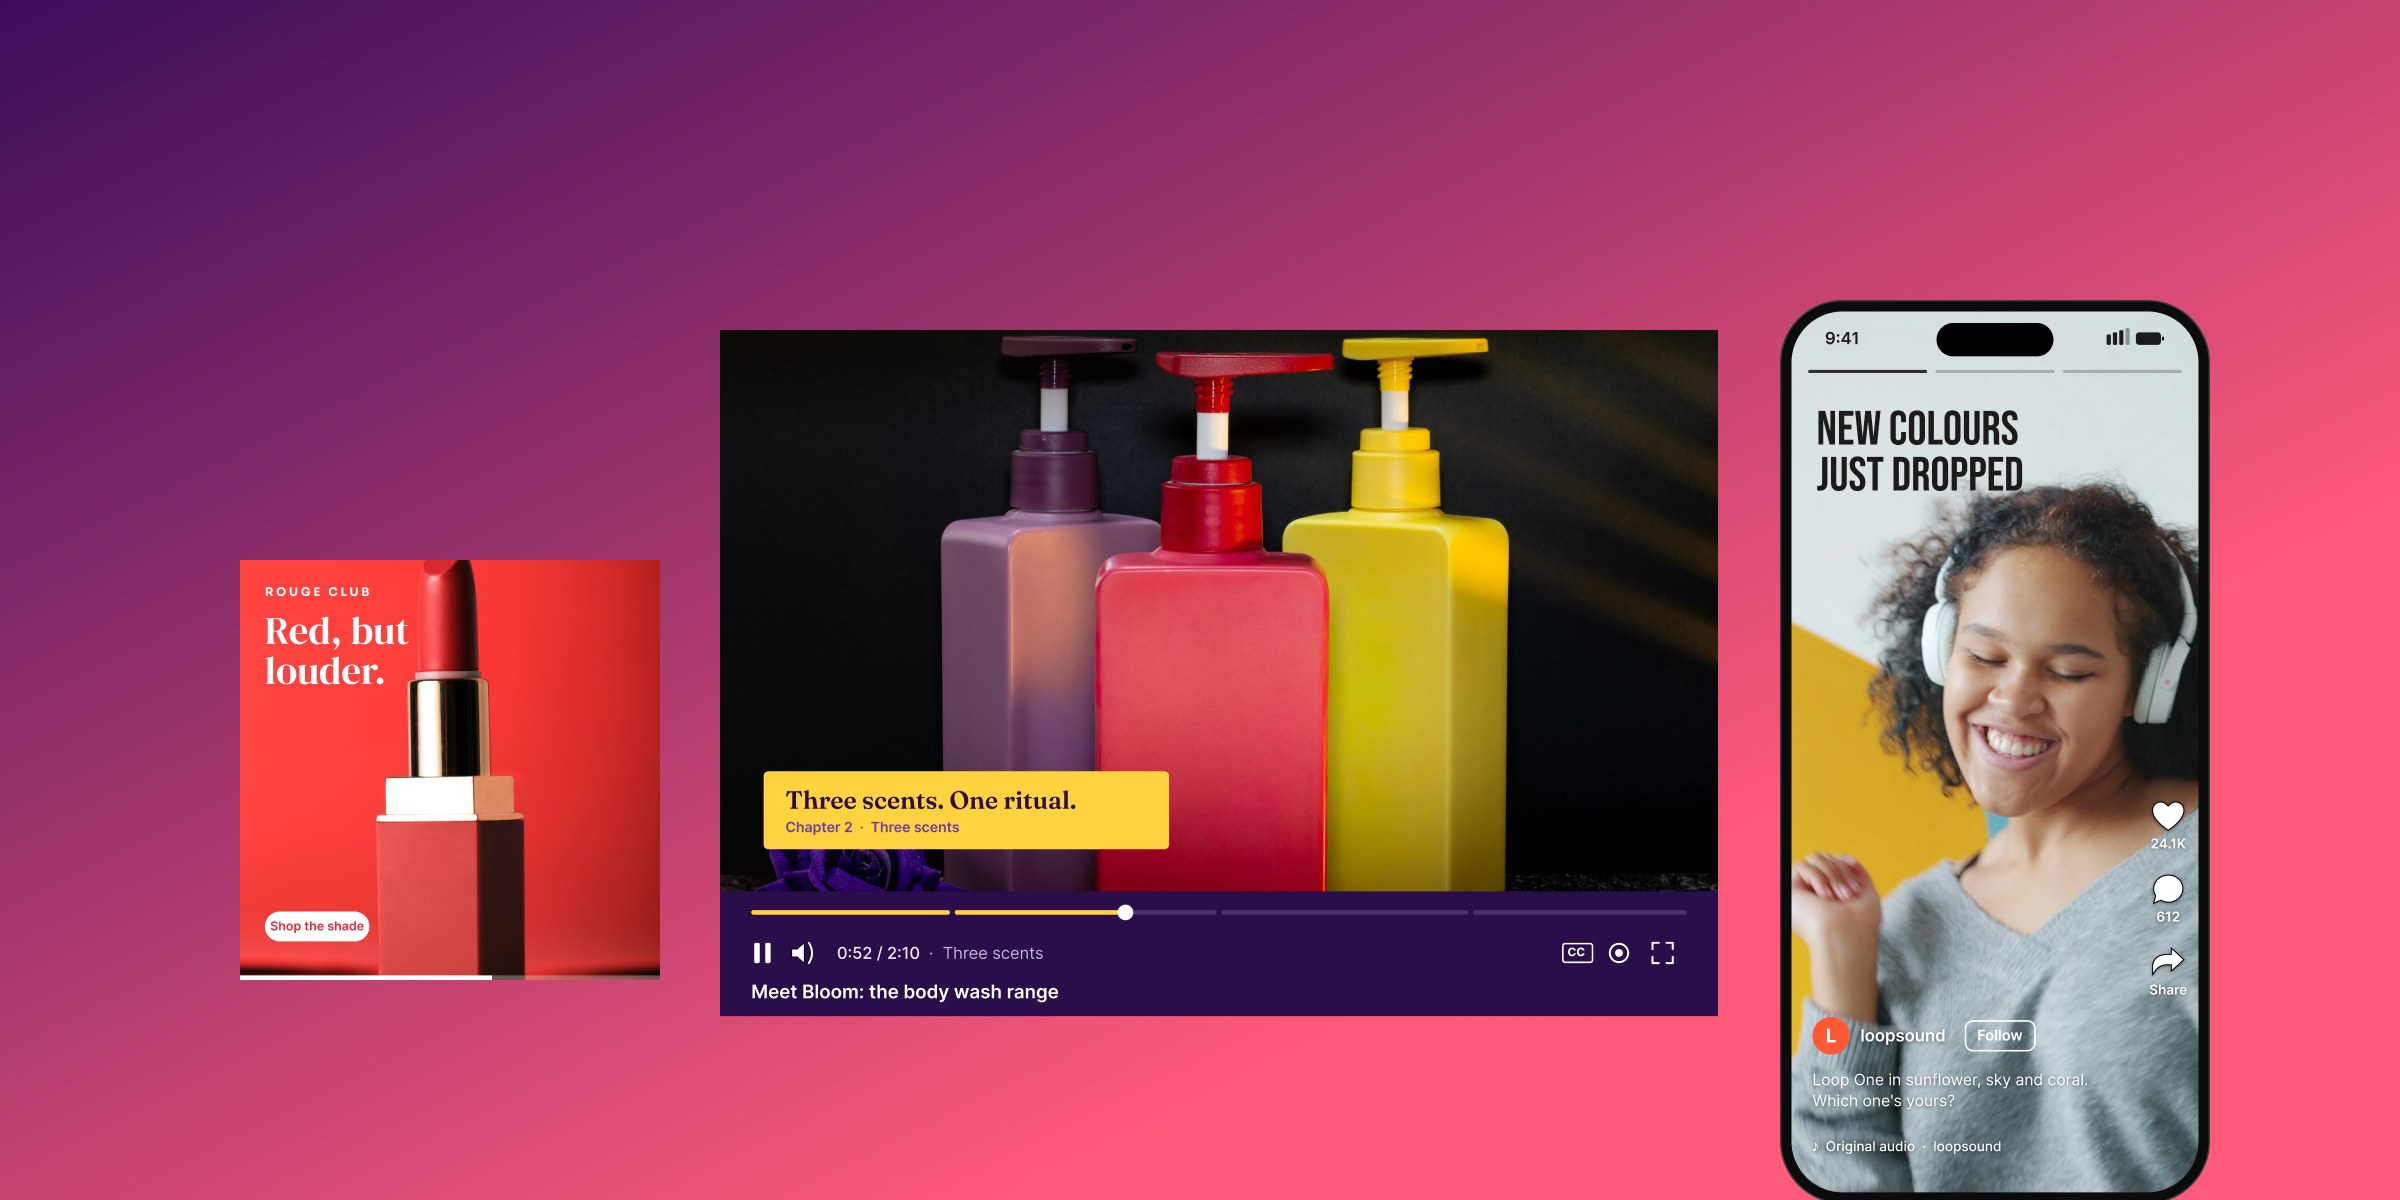 ROUGE CLUB
Red, but
louder.
Shop the shade
Three scents. One ritual.
Chapter 2 · Three scents
0:52 / 2:10 · Three scents
CC
Meet Bloom: the body wash range
9:41
NEW COLOURS
JUST DROPPED
24.1K
612
Share
L loopsound Follow
Loop One in sunflower, sky and coral.
Which one's yours?
♪ Original audio · loopsound